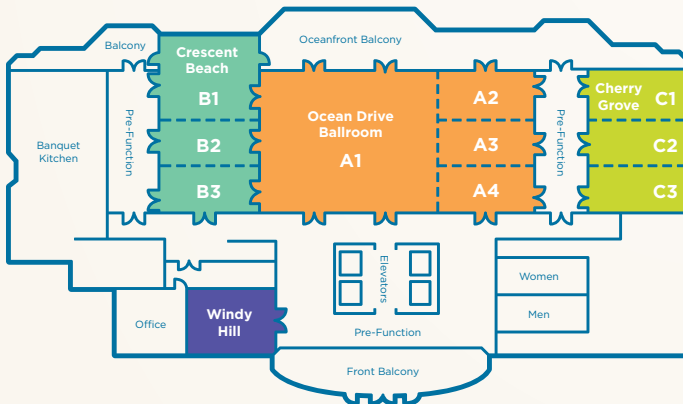 Balcony
Oceanfront Balcony
Crescent
Beach
B1
B2
B3
Banquet
Kitchen
Pre-Function
Ocean Drive
Ballroom
A1
A2
A3
A4
Pre-Function
Cherry
Grove
C1
C2
C3
Elevators
Women
Men
Office
Windy
Hill
Pre-Function
Front Balcony